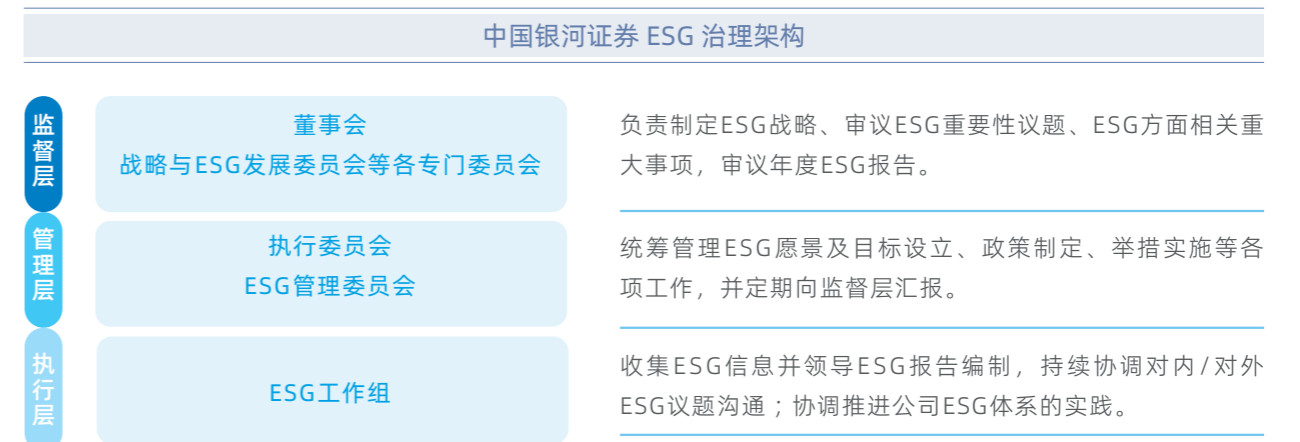 中国银河证券 ESG 治理架构
监督层
董事会
战略与ESG发展委员会等各专门委员会
负责制定ESG战略、审议ESG重要性议题、ESG方面相关重
大事项，审议年度ESG报告。
管理层
执行委员会
ESG管理委员会
统筹管理ESG愿景及目标设立、政策制定、举措实施等各
项工作，并定期向监督层汇报。
执行层
ESG工作组
收集ESG信息并领导ESG报告编制，持续协调对内/对外
ESG议题沟通；协调推进公司ESG体系的实践。